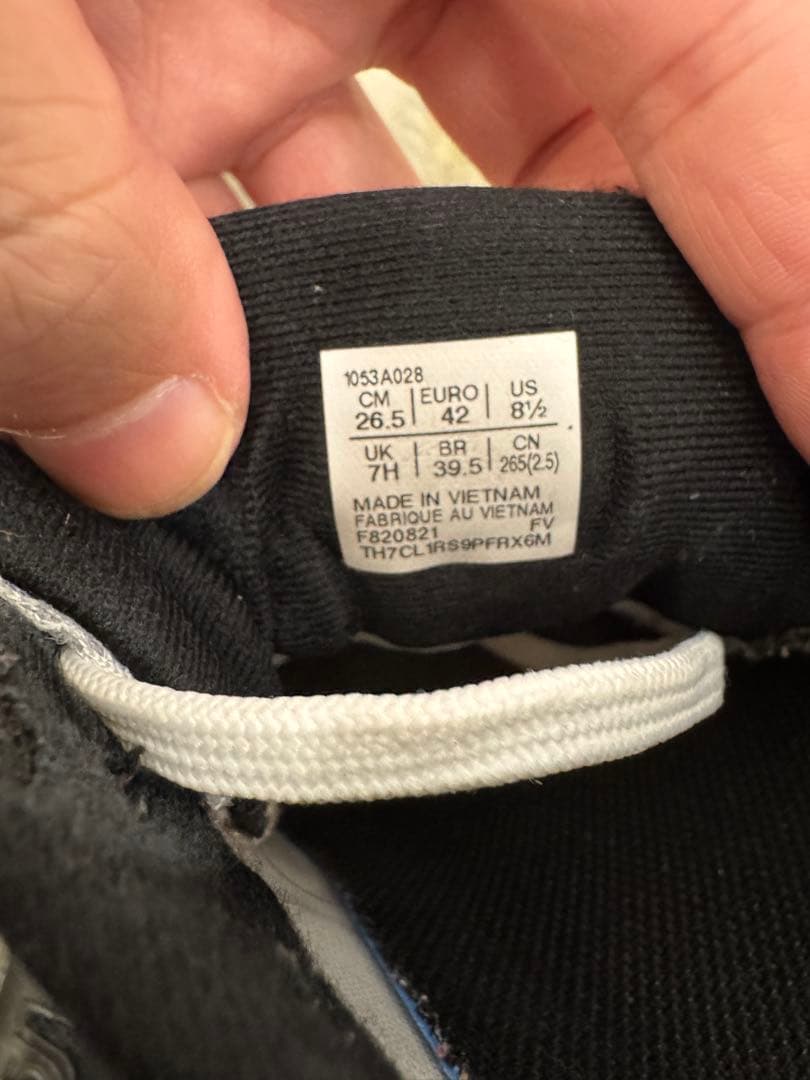 1053A028
CM | EURO | US
26.5 | 42 | 8½
UK | BR | CN
7H | 39.5 | 265(2.5)
MADE IN VIETNAM
FABRIQUE AU VIETNAM
F820821 FV
TH7CL1RS9PFRX6M